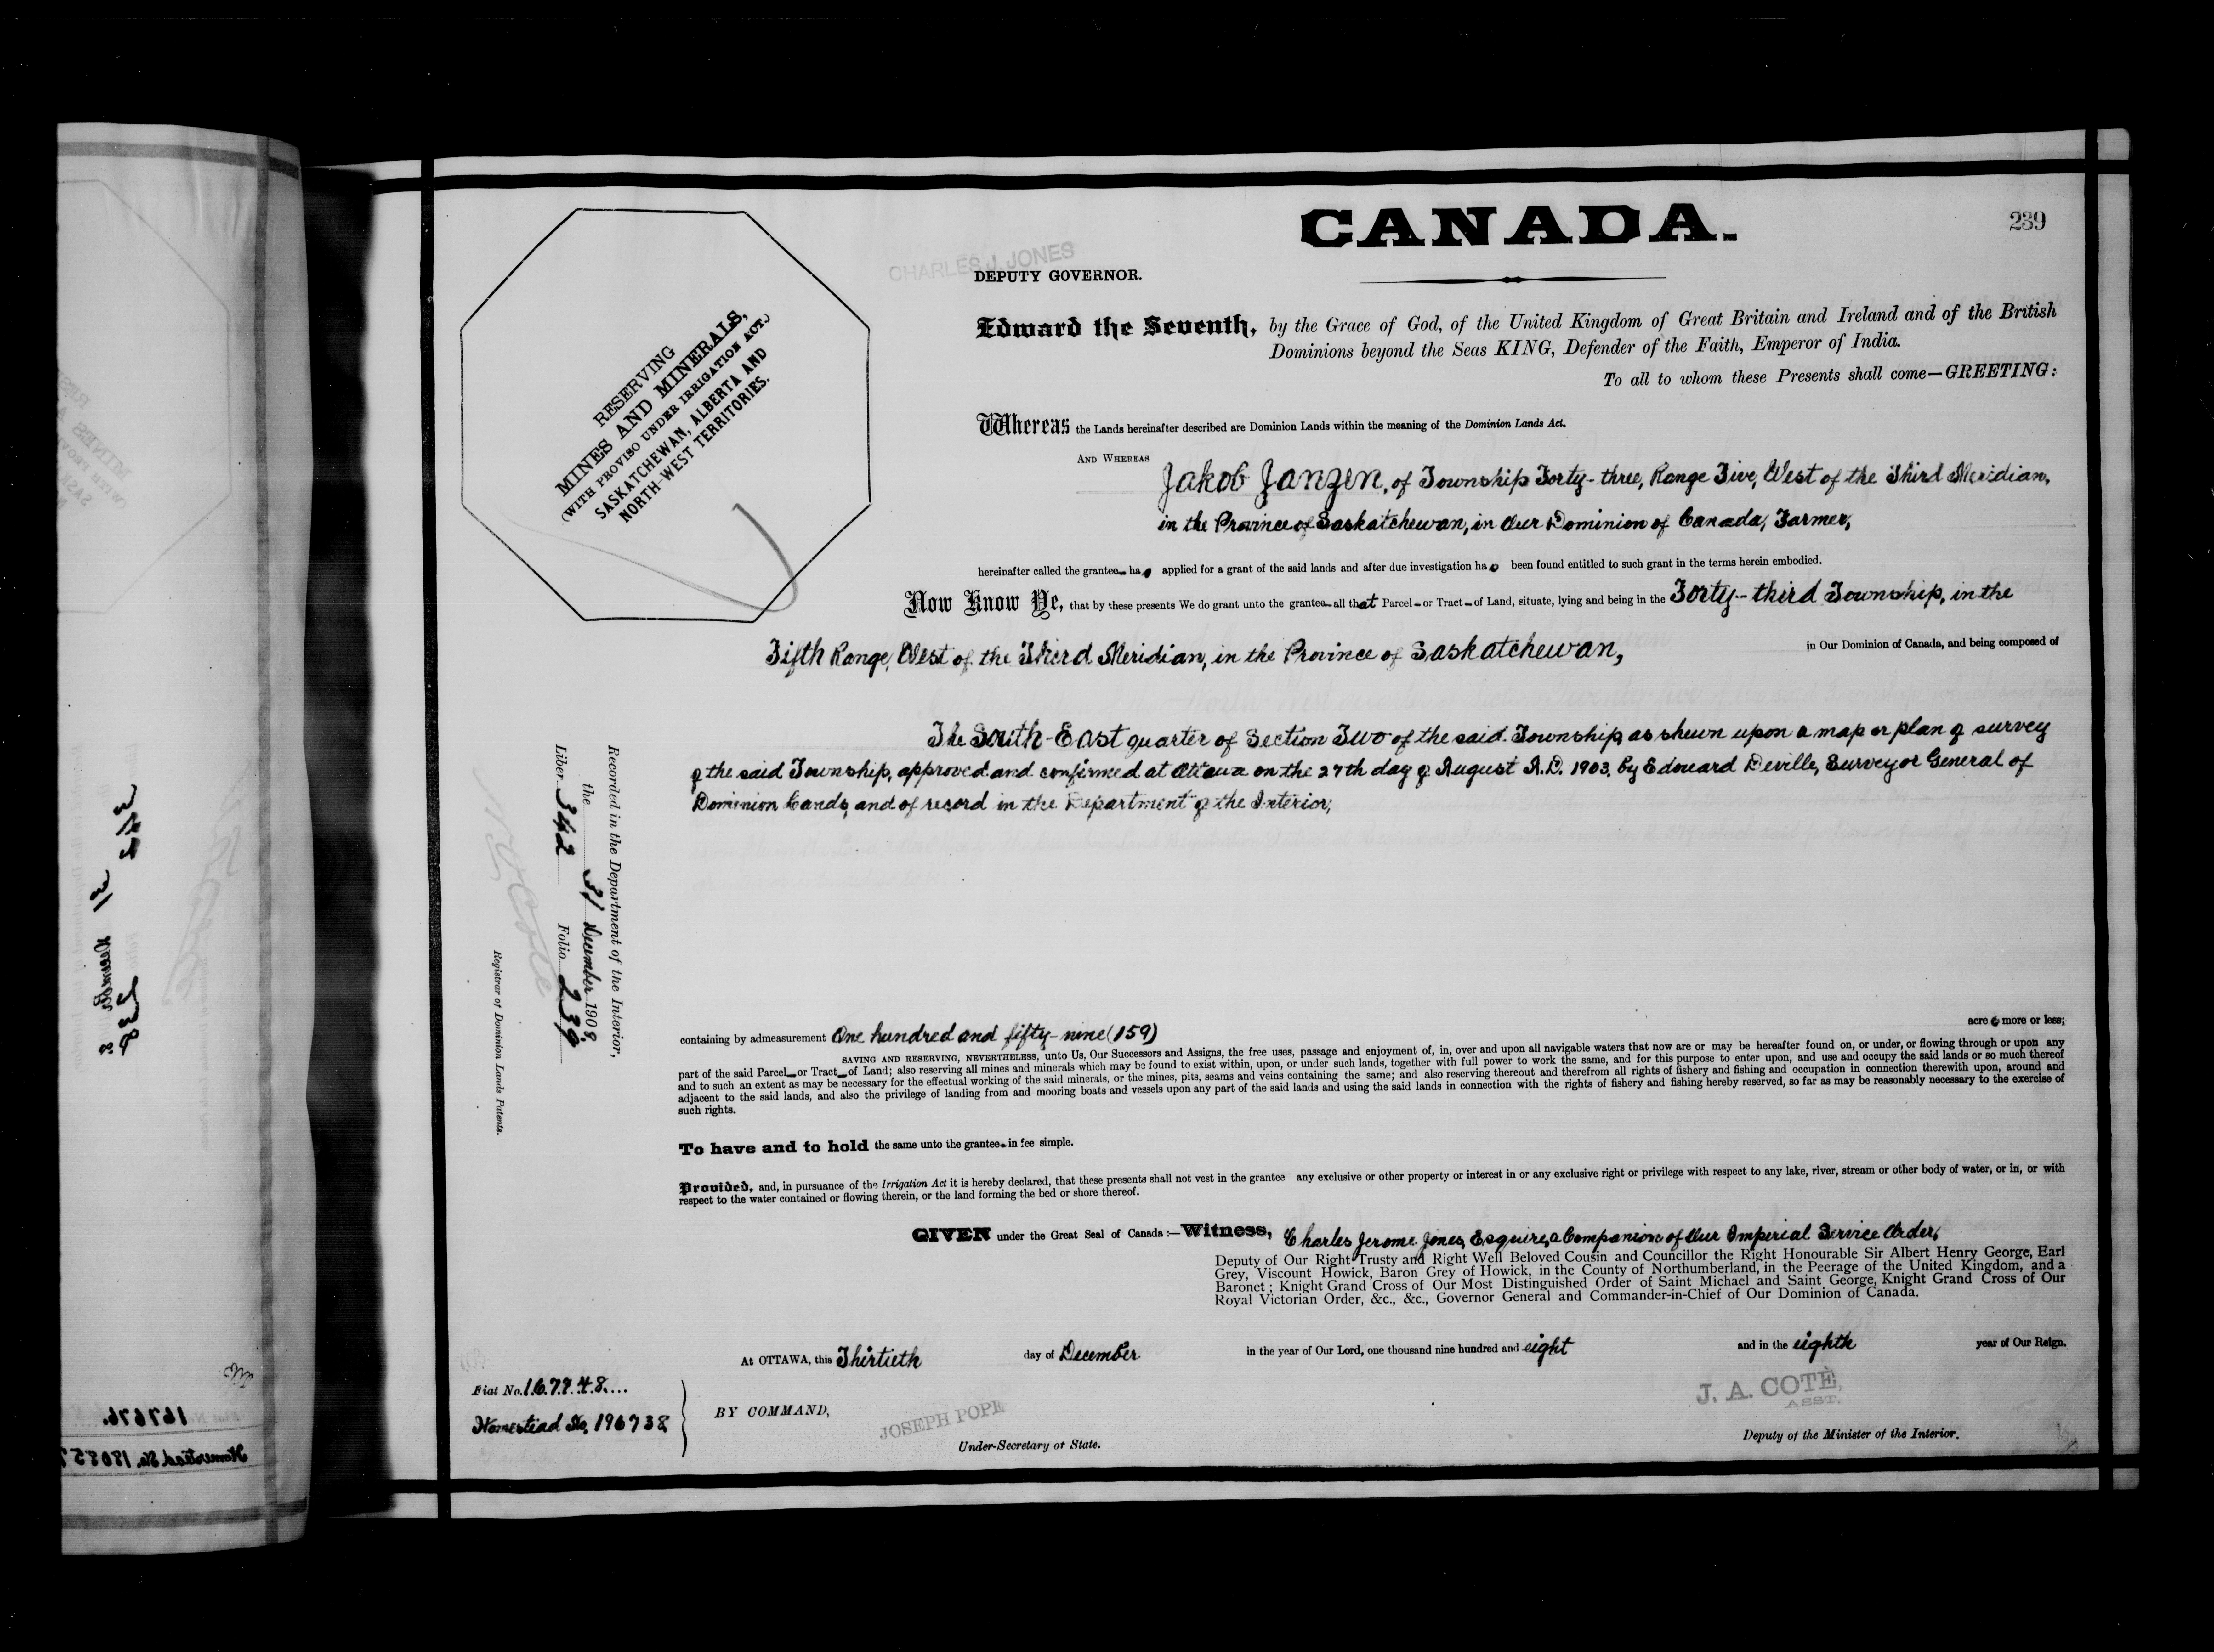 CANADA.
239
CHARLES J. JONES
DEPUTY GOVERNOR.
RESERVING
MINES AND MINERALS,
(WITH PROVISO UNDER IRRIGATION ACT.)
SASKATCHEWAN, ALBERTA AND
NORTH-WEST TERRITORIES.
Edward the Seventh, by the Grace of God, of the United Kingdom of Great Britain and Ireland and of the British
Dominions beyond the Seas KING, Defender of the Faith, Emperor of India.
To all to whom these Presents shall come—GREETING:
Whereas the Lands hereinafter described are Dominion Lands within the meaning of the Dominion Lands Act.
AND WHEREAS Jakob Janzen, of Township Forty-three, Range Five, West of the Third Meridian,
in the Province of Saskatchewan, in Our Dominion of Canada, Farmer,
hereinafter called the grantee has applied for a grant of the said lands and after due investigation has been found entitled to such grant in the terms herein embodied.
Now Know Ye, that by these presents We do grant unto the grantee all that Parcel or Tract of Land, situate, lying and being in the Forty-third Township, in the
Fifth Range, West of the Third Meridian, in the Province of Saskatchewan, in Our Dominion of Canada, and being composed of
The South-East quarter of Section Two of the said Township, as shewn upon a map or plan of survey
of the said Township, approved and confirmed at Ottawa on the 27th day of August A.D. 1903, by Edouard Deville, Surveyor General of
Dominion Lands, and of record in the Department of the Interior,
Recorded in the Department of the Interior,
the 31 December 1908.
Liber 342 Folio 239
Registrar of Dominion Lands Patents.
containing by admeasurement One hundred and fifty-nine (159) acres more or less;
SAVING AND RESERVING, NEVERTHELESS, unto Us, Our Successors and Assigns, the free uses, passage and enjoyment of, in, over and upon all navigable waters that now are or may be hereafter found on, or under, or flowing through or upon any
part of the said Parcel or Tract of Land; also reserving all mines and minerals which may be found to exist within, upon, or under such lands, together with full power to work the same, and for this purpose to enter upon, and use and occupy the said lands or so much thereof
and to such an extent as may be necessary for the effectual working of the said minerals, or the mines, pits, seams and veins containing the same; and also reserving thereout and therefrom all rights of fishery and fishing and occupation in connection therewith upon, around and
adjacent to the said lands, and also the privilege of landing from and mooring boats and vessels upon any part of the said lands and using the said lands in connection with the rights of fishery and fishing hereby reserved, so far as may be reasonably necessary to the exercise of
such rights.
To have and to hold the same unto the grantee in fee simple.
Provided, and, in pursuance of the Irrigation Act it is hereby declared, that these presents shall not vest in the grantee any exclusive or other property or interest in or any exclusive right or privilege with respect to any lake, river, stream or other body of water, or in, or with
respect to the water contained or flowing therein, or the land forming the bed or shore thereof.
GIVEN under the Great Seal of Canada:—Witness, Charles Jerome Jones, Esquire, a Companion of Our Imperial Service Order,
Deputy of Our Right Trusty and Right Well Beloved Cousin and Councillor the Right Honourable Sir Albert Henry George, Earl
Grey, Viscount Howick, Baron Grey of Howick, in the County of Northumberland, in the Peerage of the United Kingdom, and a
Baronet; Knight Grand Cross of Our Most Distinguished Order of Saint Michael and Saint George, Knight Grand Cross of Our
Royal Victorian Order, &c., &c., Governor General and Commander-in-Chief of Our Dominion of Canada.
At OTTAWA, this Thirtieth day of December in the year of Our Lord, one thousand nine hundred and eight and in the eighth year of Our Reign.
Fiat No. 167748
Homestead No. 196738
BY COMMAND,
JOSEPH POPE
Under-Secretary of State.
J. A. COTÉ,
ASST.
Deputy of the Minister of the Interior.